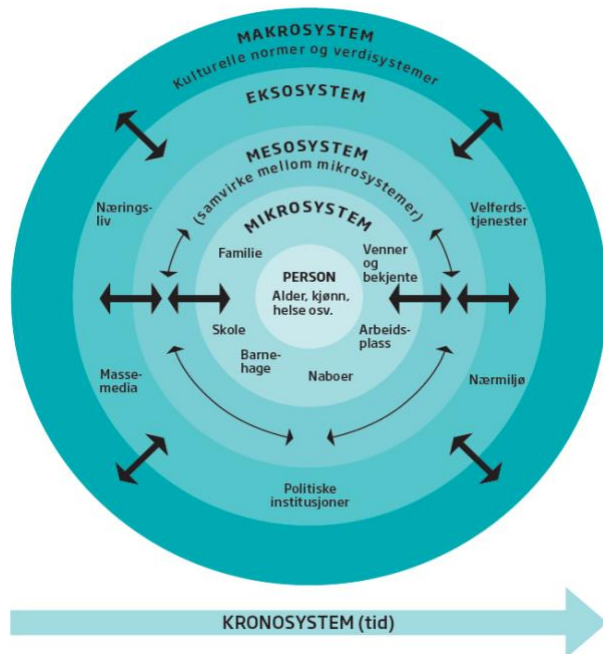 MAKROSYSTEM
Kulturelle normer og verdisystemer
EKSOSYSTEM
MESOSYSTEM
(samvirke mellom mikrosystemer)
MIKROSYSTEM
Nærings-
liv
Velferds-
tjenester
Familie
Venner
og
bekjente
PERSON
Alder, kjønn,
helse osv.
Skole
Arbeids-
plass
Barne-
hage
Naboer
Masse-
media
Nærmiljø
Politiske
institusjoner
KRONOSYSTEM (tid)